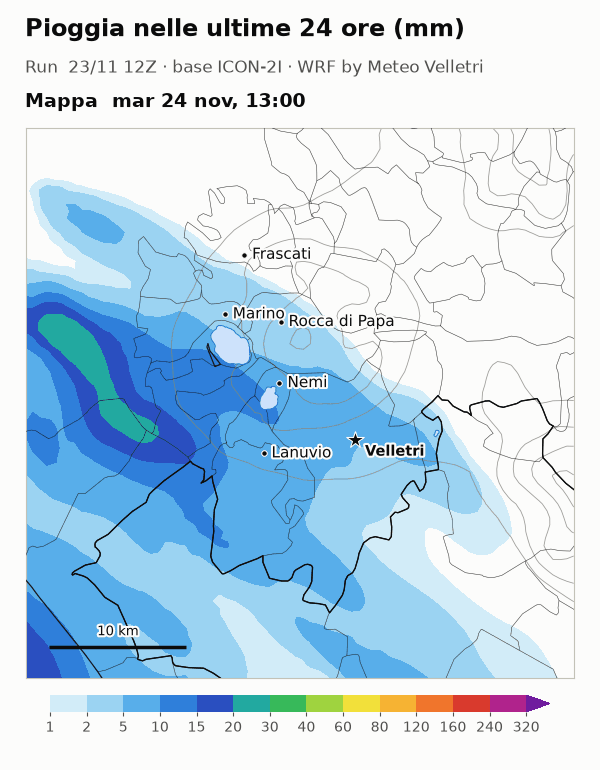 Pioggia nelle ultime 24 ore (mm)
Run  23/11 12Z · base ICON-2I · WRF by Meteo Velletri
Mappa  mar 24 nov, 13:00
Frascati
Marino
Rocca di Papa
Nemi
Velletri
Lanuvio
10 km
1 2 5 10 15 20 30 40 60 80 120 160 240 320